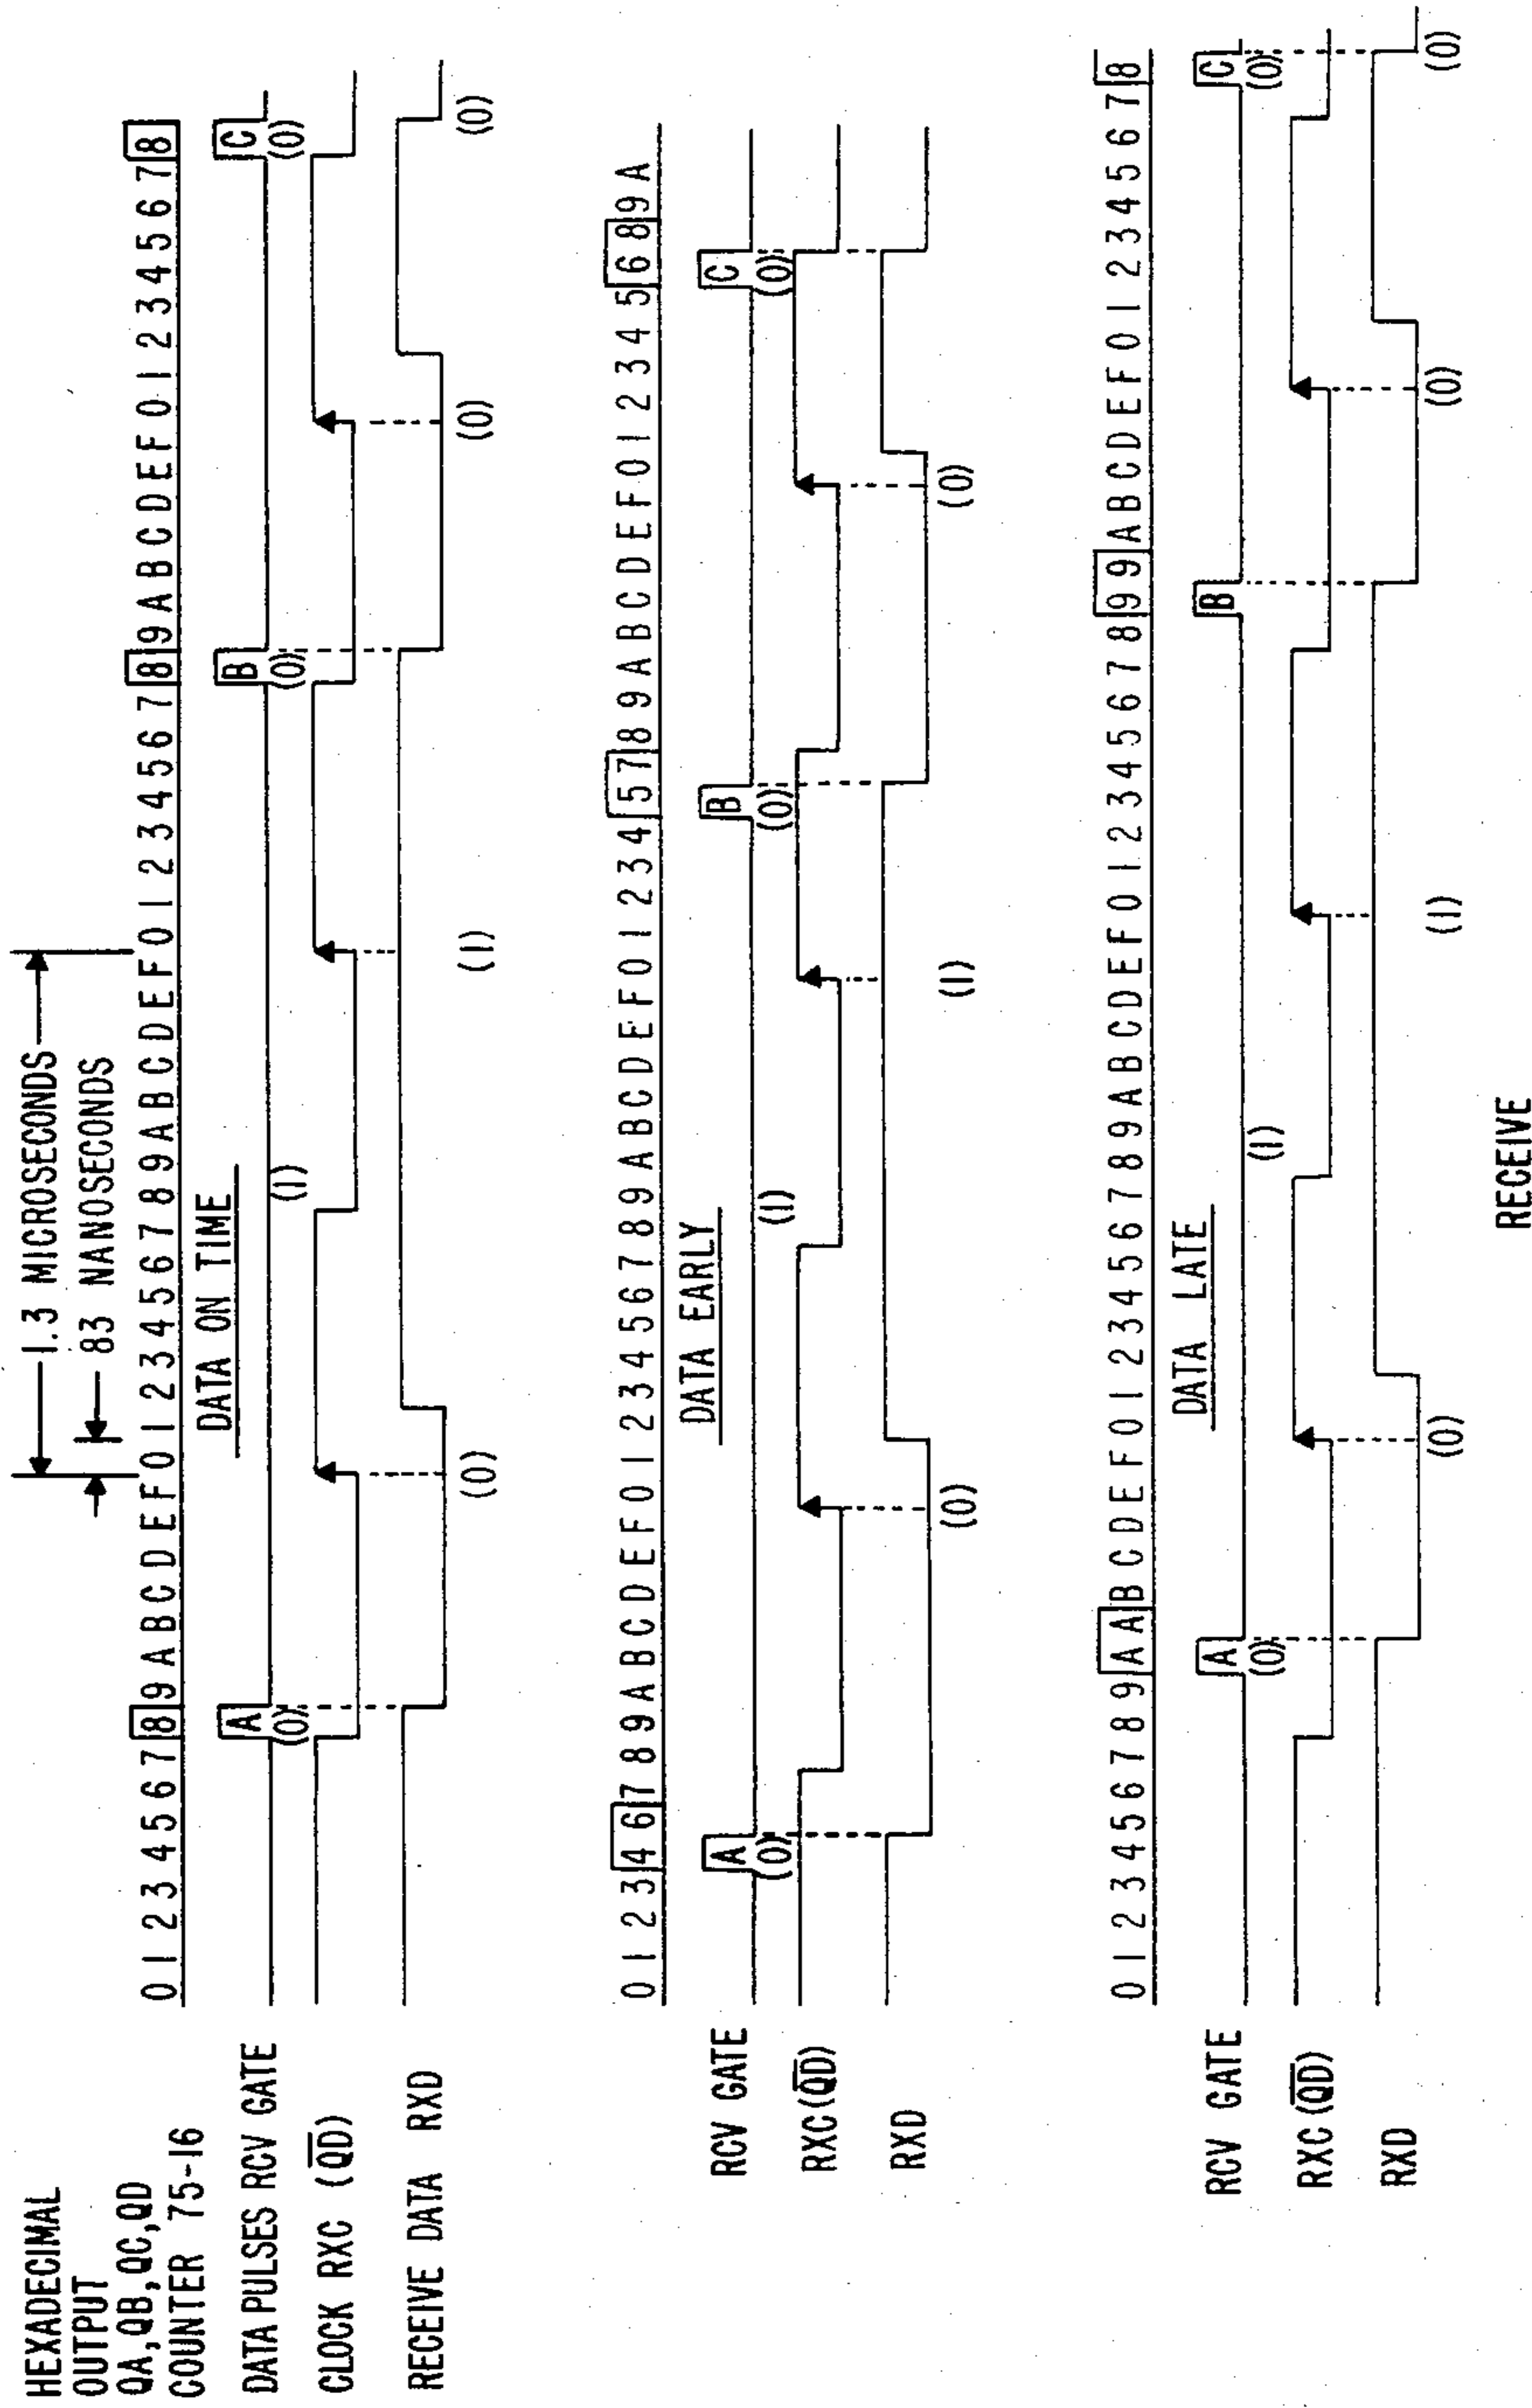 1.3 MICROSECONDS
83 NANOSECONDS
HEXADECIMAL
OUTPUT
QA,QB,QC,QD
COUNTER 75-16
0 1 2 3 4 5 6 7 8 9 A B C D E F 0 1 2 3 4 5 6 7 8 9 A B C D E F 0 1 2 3 4 5 6 7 8 9 A B C D E F 0 1 2 3 4 5 6 7 8
DATA ON TIME
DATA PULSES RCV GATE
A B C
(0) (1) (0) (0)
CLOCK RXC (Q̅D̅)
RECEIVE DATA RXD
(0) (1) (0) (0)
0 1 2 3 4 6 7 8 9 A B C D E F 0 1 2 3 4 5 6 7 8 9 A B C D E F 0 1 2 3 4 5 7 8 9 A B C D E F 0 1 2 3 4 5 6 8 9 A
DATA EARLY
RCV GATE
A B C
(0) (1) (0) (0)
RXC(Q̅D̅)
RXD
(0) (1) (0)
0 1 2 3 4 5 6 7 8 9 A A B C D E F 0 1 2 3 4 5 6 7 8 9 A B C D E F 0 1 2 3 4 5 6 7 8 9 9 A B C D E F 0 1 2 3 4 5 6 7 8
DATA LATE
RCV GATE
A B C
(0) (1) (0)
RXC(Q̅D̅)
RXD
(0) (1) (0) (0)
RECEIVE